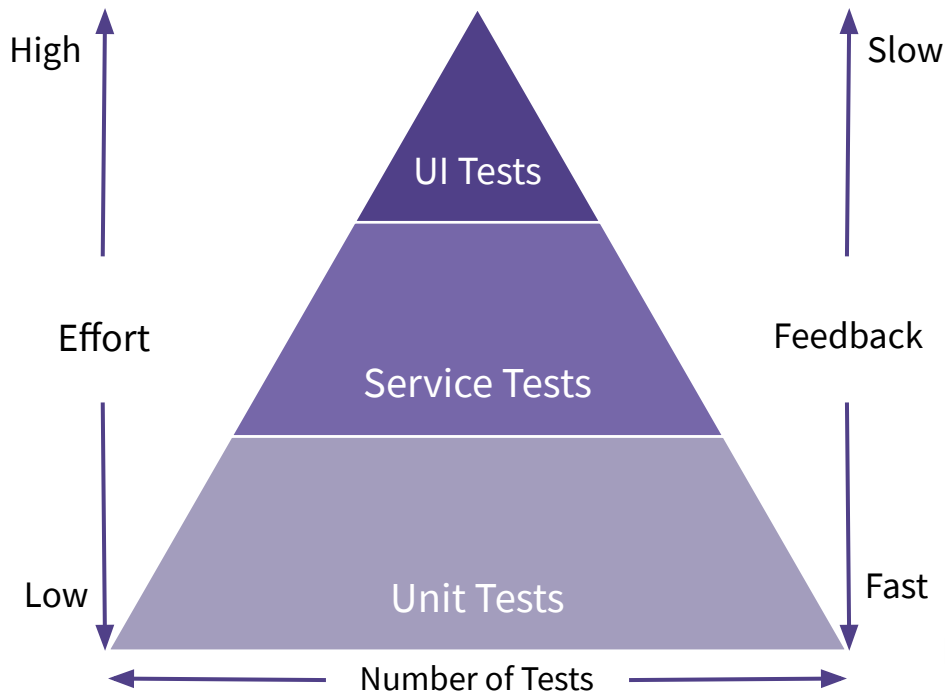 High
Slow
UI Tests
Effort
Feedback
Service Tests
Low
Fast
Unit Tests
Number of Tests